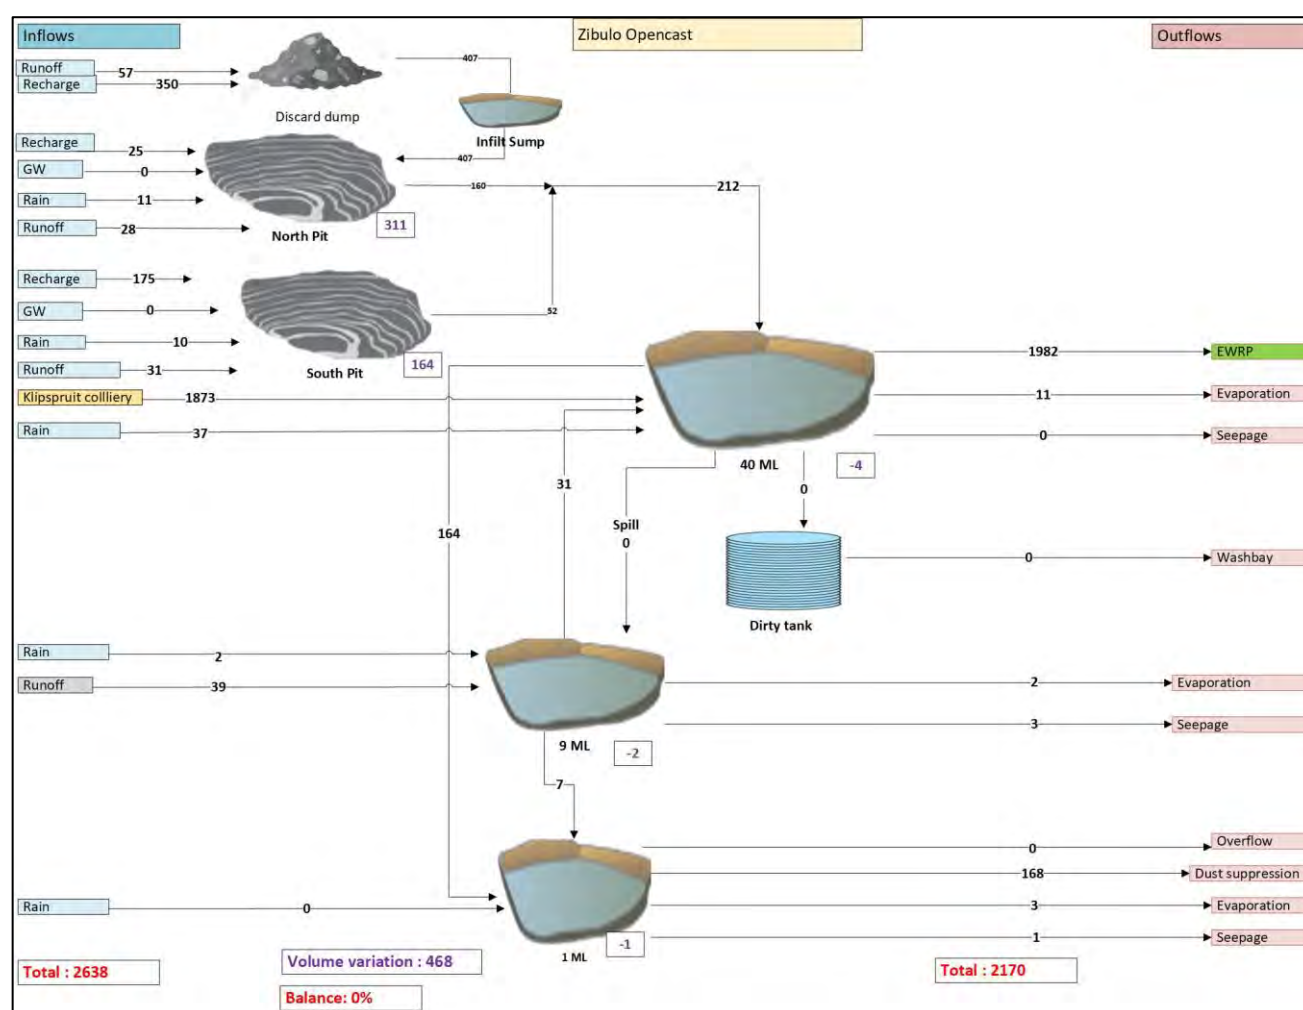 Inflows
Zibulo Opencast
Outflows
Runoff 57
Recharge 350
407
Discard dump
Infilt Sump
Recharge 25
407
GW 0
160
212
Rain 11
311
Runoff 28
North Pit
Recharge 175
GW 0
52
Rain 10
1982 EWRP
164
Runoff 31
South Pit
Klipspruit colliiery 1873
11 Evaporation
Rain 37
0 Seepage
40 ML
-4
31
0
Spill
164
0
0 Washbay
Dirty tank
Rain 2
Runoff 39
2 Evaporation
3 Seepage
9 ML
-2
7
0 Overflow
168 Dust suppression
Rain 0
3 Evaporation
1 Seepage
-1
1 ML
Volume variation : 468
Total : 2638
Total : 2170
Balance: 0%